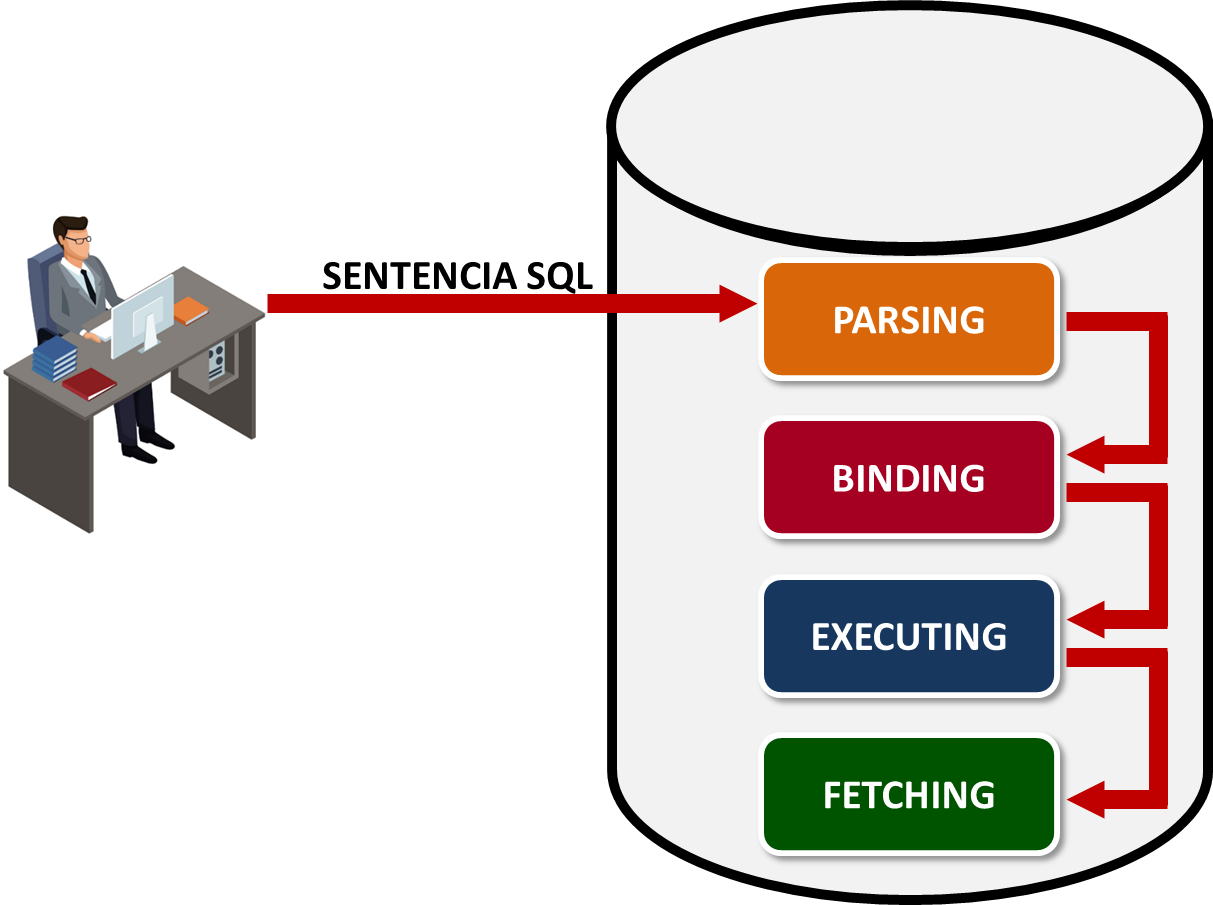 SENTENCIA SQL
PARSING
BINDING
EXECUTING
FETCHING